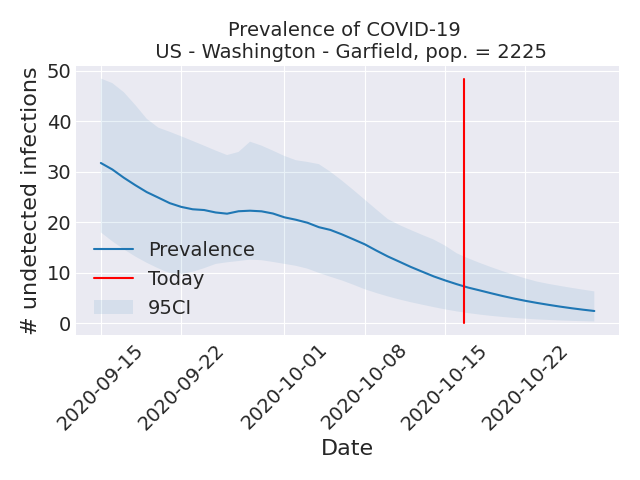 Prevalence of COVID-19
US - Washington - Garfield, pop. = 2225
# undetected infections
50
40
30
20
10
0
Prevalence
Today
95CI
2020-09-15
2020-09-22
2020-10-01
2020-10-08
2020-10-15
2020-10-22
Date